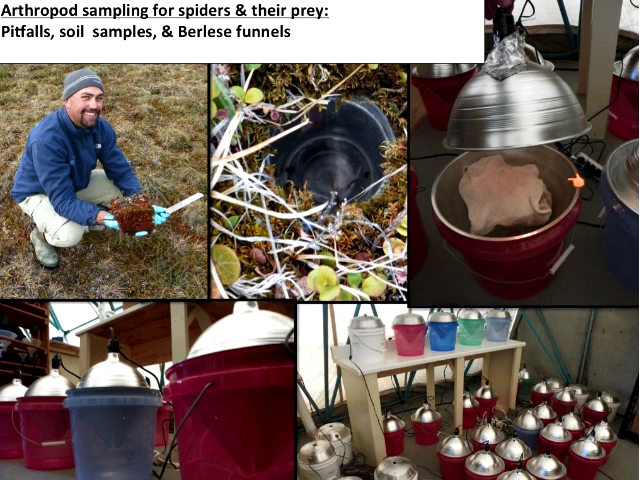 Arthropod sampling for spiders & their prey:
Pitfalls, soil  samples, & Berlese funnels